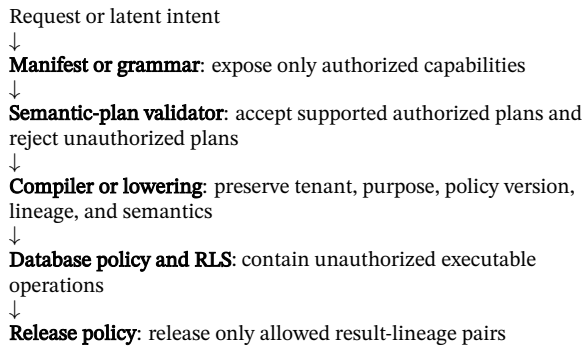 Request or latent intent
↓
Manifest or grammar: expose only authorized capabilities
↓
Semantic-plan validator: accept supported authorized plans and
reject unauthorized plans
↓
Compiler or lowering: preserve tenant, purpose, policy version,
lineage, and semantics
↓
Database policy and RLS: contain unauthorized executable
operations
↓
Release policy: release only allowed result-lineage pairs